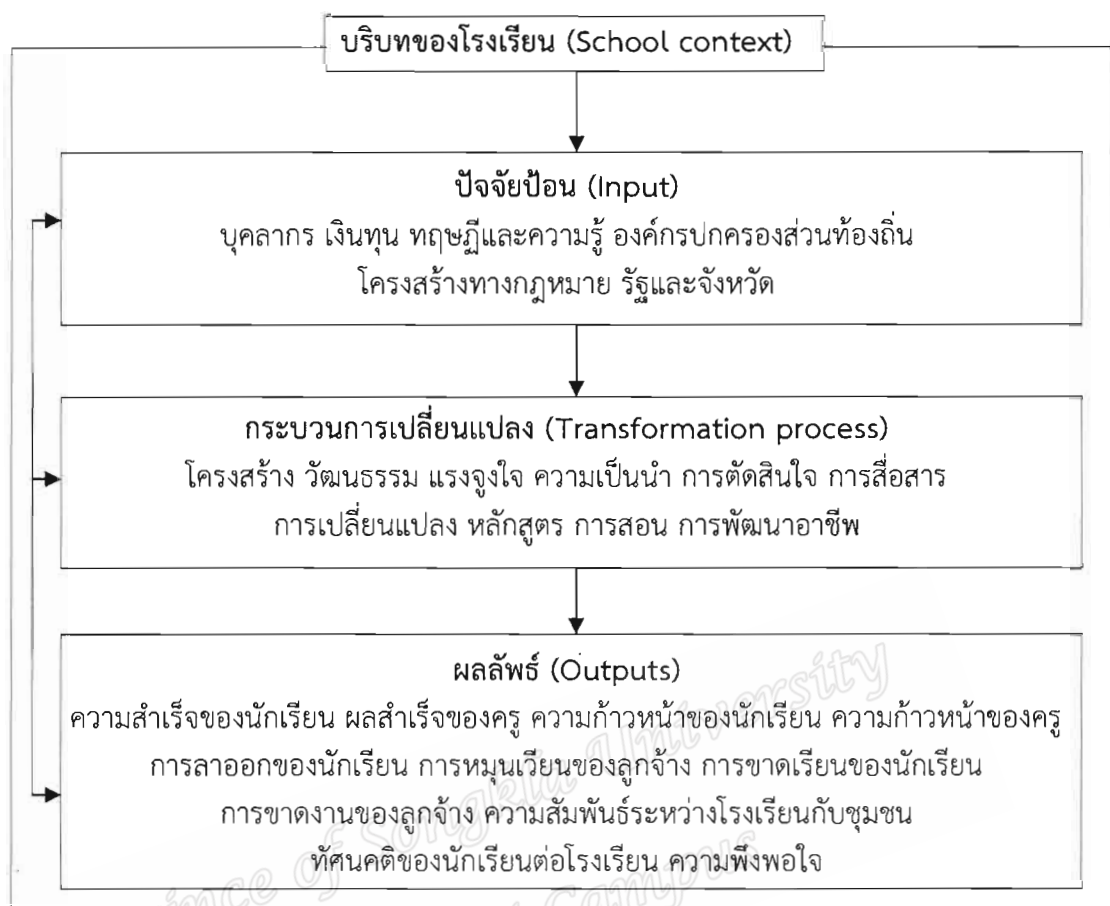 บริบทของโรงเรียน (School context)
ปัจจัยป้อน (Input)
บุคลากร เงินทุน ทฤษฎีและความรู้ องค์กรปกครองส่วนท้องถิ่น
โครงสร้างทางกฎหมาย รัฐและจังหวัด
กระบวนการเปลี่ยนแปลง (Transformation process)
โครงสร้าง วัฒนธรรม แรงจูงใจ ความเป็นนำ การตัดสินใจ การสื่อสาร
การเปลี่ยนแปลง หลักสูตร การสอน การพัฒนาอาชีพ
ผลลัพธ์ (Outputs)
ความสำเร็จของนักเรียน ผลสำเร็จของครู ความก้าวหน้าของนักเรียน ความก้าวหน้าของครู
การลาออกของนักเรียน การหมุนเวียนของลูกจ้าง การขาดเรียนของนักเรียน
การขาดงานของลูกจ้าง ความสัมพันธ์ระหว่างโรงเรียนกับชุมชน
ทัศนคติของนักเรียนต่อโรงเรียน ความพึงพอใจ
of Songkla University
Campus